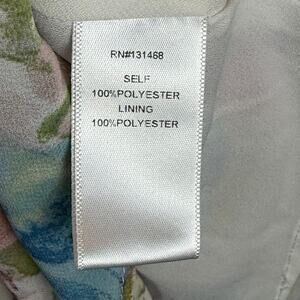 RN#131468
SELF
100%POLYESTER
LINING
100%POLYESTER